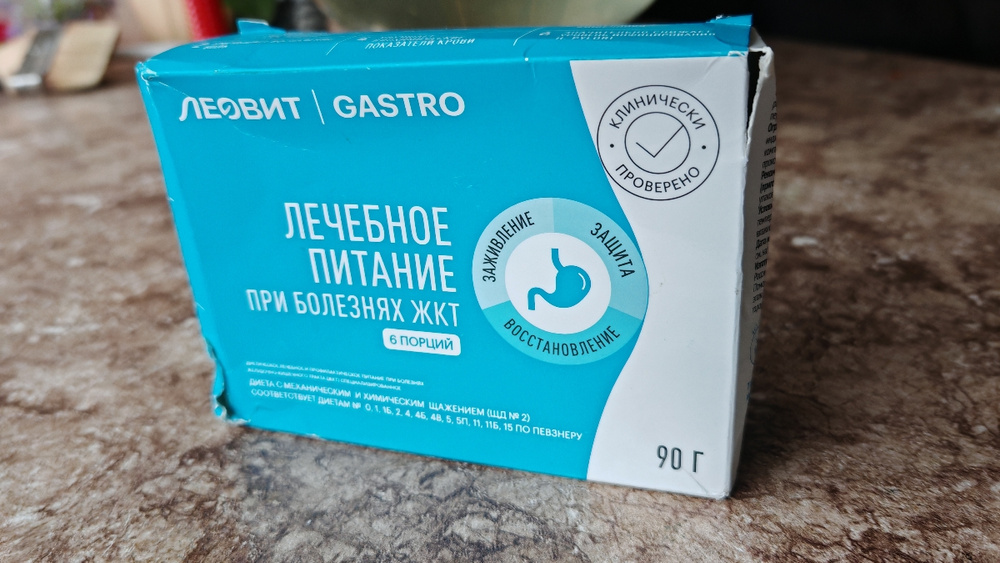 ПОКАЗАТЕЛИ КРОВИ
ЛЕОВИТ | GASTRO
КЛИНИЧЕСКИ
ПРОВЕРЕНО
ЛЕЧЕБНОЕ
ПИТАНИЕ
ПРИ БОЛЕЗНЯХ ЖКТ
6 ПОРЦИЙ
ЗАЖИВЛЕНИЕ
ЗАЩИТА
ВОССТАНОВЛЕНИЕ
ДИЕТА С МЕХАНИЧЕСКИМ И ХИМИЧЕСКИМ ЩАЖЕНИЕМ (ЩД № 2)
СООТВЕТСТВУЕТ ДИЕТАМ № 0, 1, 1Б, 2, 4, 4Б, 4В, 5, 5П, 11, 11Б, 15 ПО ПЕВЗНЕРУ
90 Г